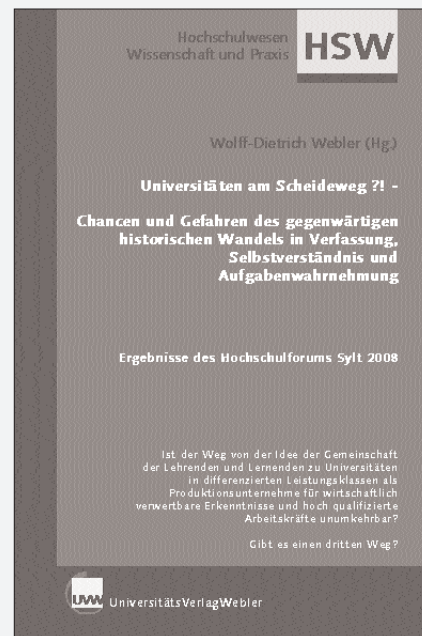 Hochschulwesen
Wissenschaft und Praxis
HSW
Wolff-Dietrich Webler (Hg.)
Universitäten am Scheideweg ?! -
Chancen und Gefahren des gegenwärtigen
historischen Wandels in Verfassung,
Selbstverständnis und
Aufgabenwahrnehmung
Ergebnisse des Hochschulforums Sylt 2008
Ist der Weg von der Idee der Gemeinschaft
der Lehrenden und Lernenden zu Universitäten
in differenzierten Leistungsklassen als
Produktionsunternehme für wirtschaftlich
verwertbare Erkenntnisse und hoch qualifizierte
Arbeitskräfte unumkehrbar?
Gibt es einen dritten Weg?
UVW UniversitätsVerlagWebler